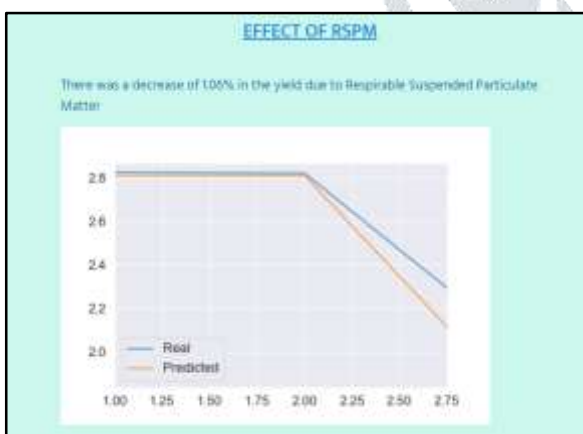 EFFECT OF RSPM
There was a decrease of 1.06% in the yield due to Respirable Suspended Particulate
Matter
2.8
2.6
2.4
2.2
2.0
Real
Predicted
1.00 1.25 1.50 1.75 2.00 2.25 2.50 2.75